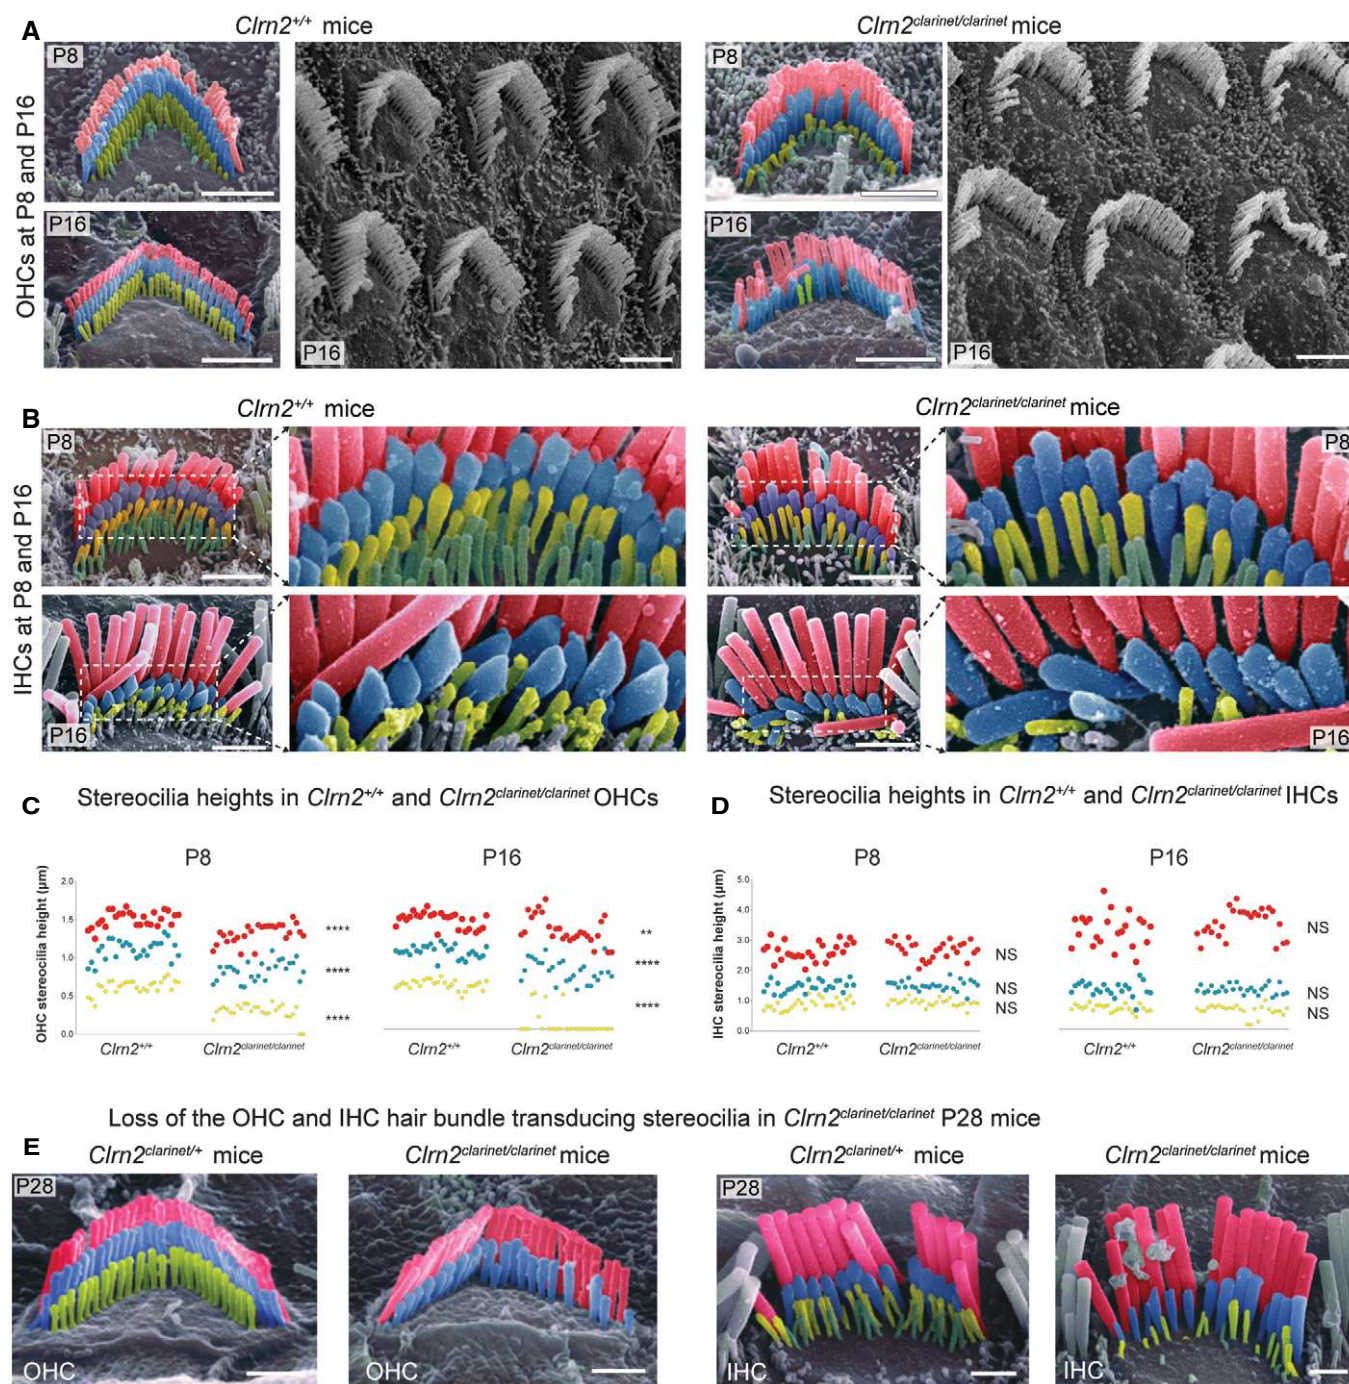 A
Clrn2+/+ mice
Clrn2clarinet/clarinet mice
OHCs at P8 and P16
P8
P16
P16
P8
P16
P16
B
Clrn2+/+ mice
Clrn2clarinet/clarinet mice
IHCs at P8 and P16
P8
P16
P8
P16
C
Stereocilia heights in Clrn2+/+ and Clrn2clarinet/clarinet OHCs
P8
P16
OHC stereocilia height (µm)
2.0
1.5
1.0
0.5
0.0
****
****
****
**
****
****
Clrn2+/+
Clrn2clarinet/clarinet
Clrn2+/+
Clrn2clarinet/clarinet
D
Stereocilia heights in Clrn2+/+ and Clrn2clarinet/clarinet IHCs
P8
P16
IHC stereocilia height (µm)
5.0
4.0
3.0
2.0
1.0
0.0
NS
NS
NS
NS
NS
NS
Clrn2+/+
Clrn2clarinet/clarinet
Clrn2+/+
Clrn2clarinet/clarinet
Loss of the OHC and IHC hair bundle transducing stereocilia in Clrn2clarinet/clarinet P28 mice
E
Clrn2clarinet/+ mice
Clrn2clarinet/clarinet mice
Clrn2clarinet/+ mice
Clrn2clarinet/clarinet mice
P28
OHC
OHC
P28
IHC
IHC